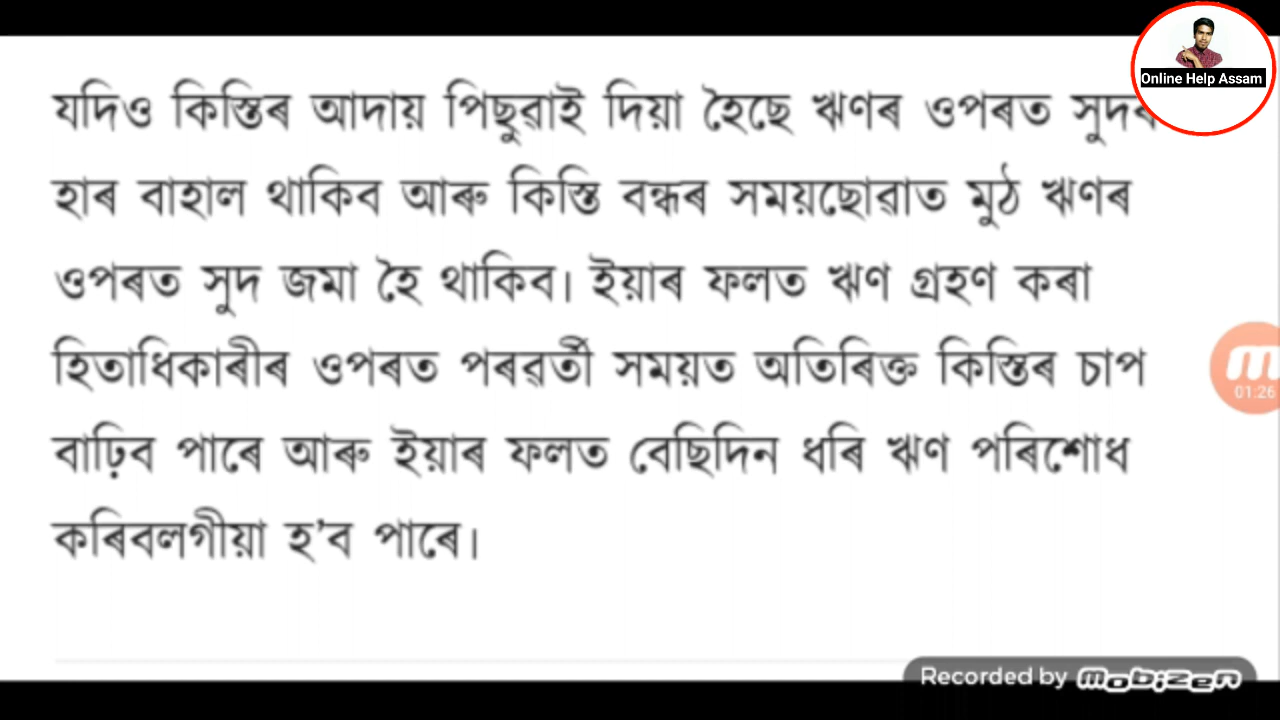 Online Help Assam
যদিও কিস্তিৰ আদায় পিছুৱাই দিয়া হৈছে ঋণৰ ওপৰত সুদৰ
হাৰ বাহাল থাকিব আৰু কিস্তি বন্ধৰ সময়ছোৱাত মুঠ ঋণৰ
ওপৰত সুদ জমা হৈ থাকিব। ইয়াৰ ফলত ঋণ গ্ৰহণ কৰা
হিতাধিকাৰীৰ ওপৰত পৰৱৰ্তী সময়ত অতিৰিক্ত কিস্তিৰ চাপ
বাঢ়িব পাৰে আৰু ইয়াৰ ফলত বেছিদিন ধৰি ঋণ পৰিশোধ
কৰিবলগীয়া হ'ব পাৰে।
01:26
Recorded by mobizen